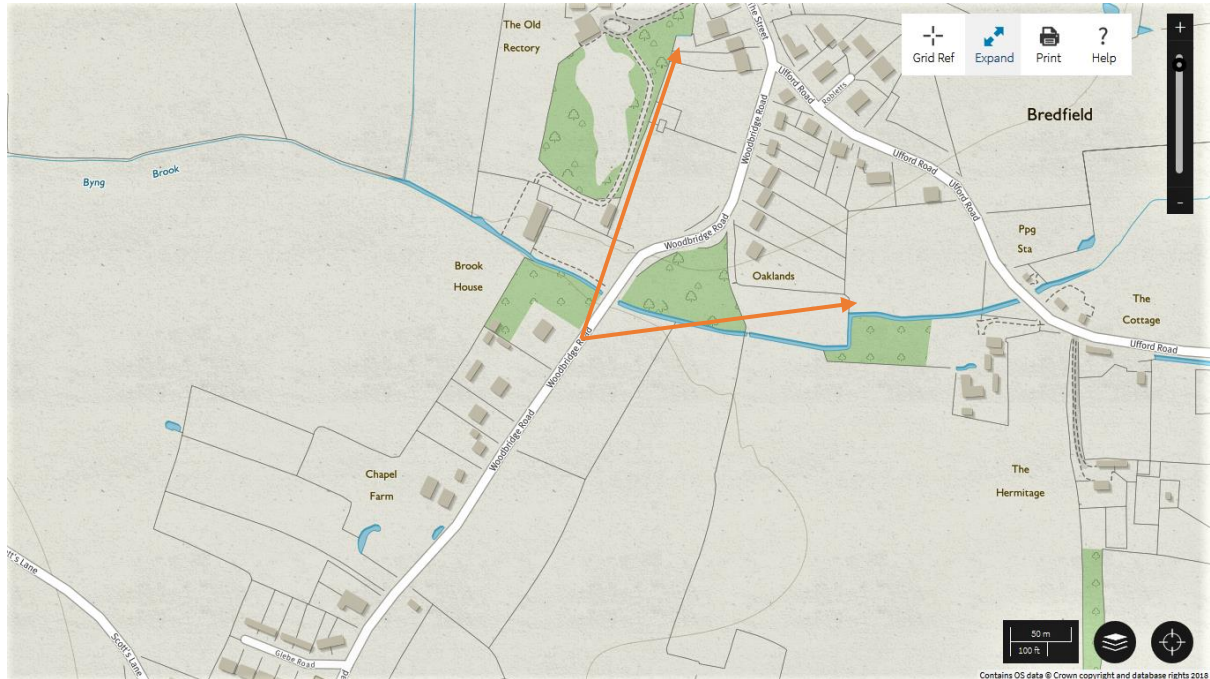 The Old
Rectory
The Street
Grid Ref
Expand
Print
?
Help
+
-
Ufford Road
Robletts
Bredfield
Woodbridge Road
Ufford Road
Ufford Road
Byng Brook
Woodbridge Road
Ppg
Sta
Brook
House
Oaklands
The
Cottage
Ufford Road
Woodbridge Road
Woodbridge Road
Chapel
Farm
The
Hermitage
Scott's Lane
Scott's Lane
Glebe Road
50 m
100 ft
Contains OS data © Crown copyright and database rights 2018